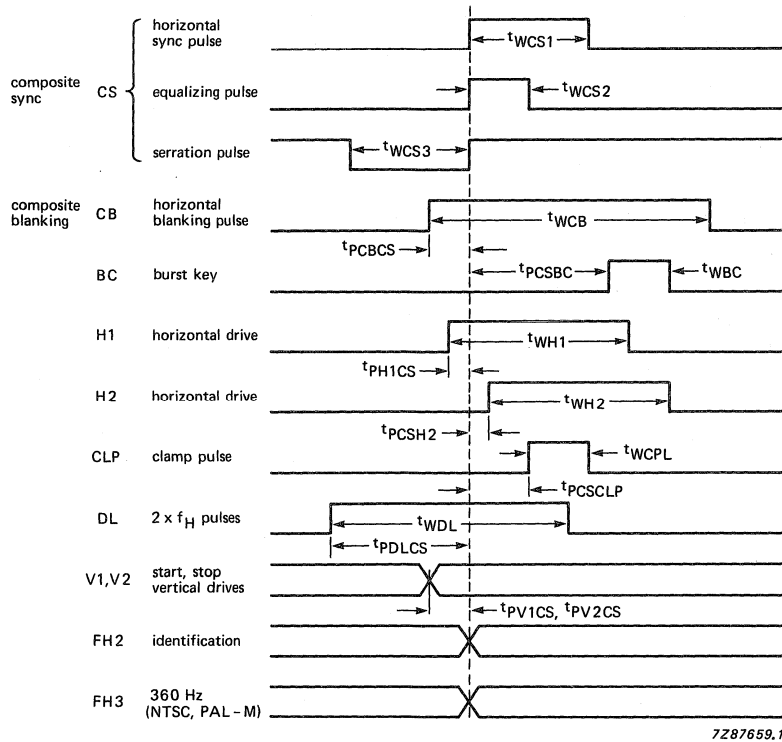 horizontal
sync pulse
tWCS1
composite
sync
CS
equalizing pulse
tWCS2
serration pulse
tWCS3
composite
blanking
CB
horizontal
blanking pulse
tWCB
tPCBCS
BC
burst key
tPCSBC
tWBC
H1
horizontal drive
tWH1
tPH1CS
H2
horizontal drive
tWH2
tPCSH2
CLP
clamp pulse
tWCPL
tPCSCLP
DL
2 x fH pulses
tWDL
tPDLCS
V1,V2
start, stop
vertical drives
tPV1CS, tPV2CS
FH2
identification
FH3
360 Hz
(NTSC, PAL-M)
7Z87659.1